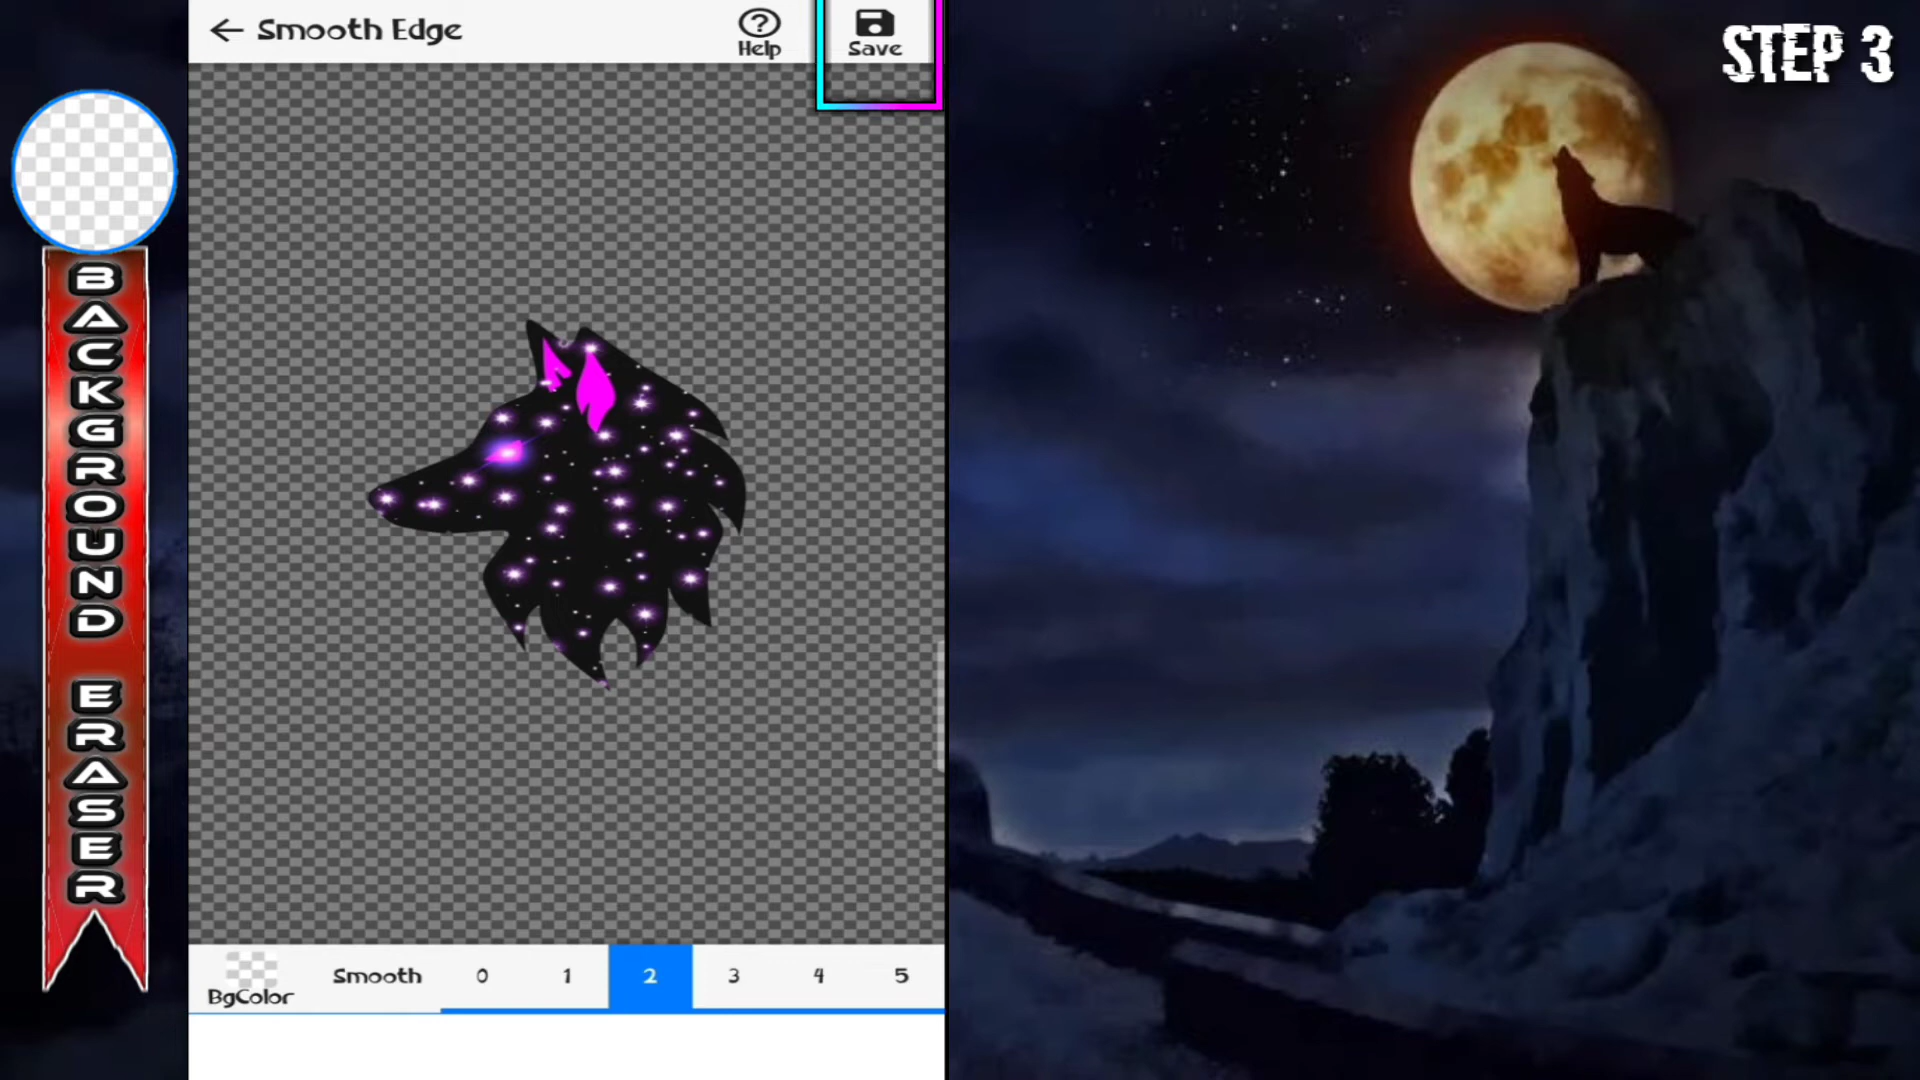 Smooth Edge
Help
Save
STEP 3
BACKGROUND ERASER
BgColor
Smooth 0 1 2 3 4 5